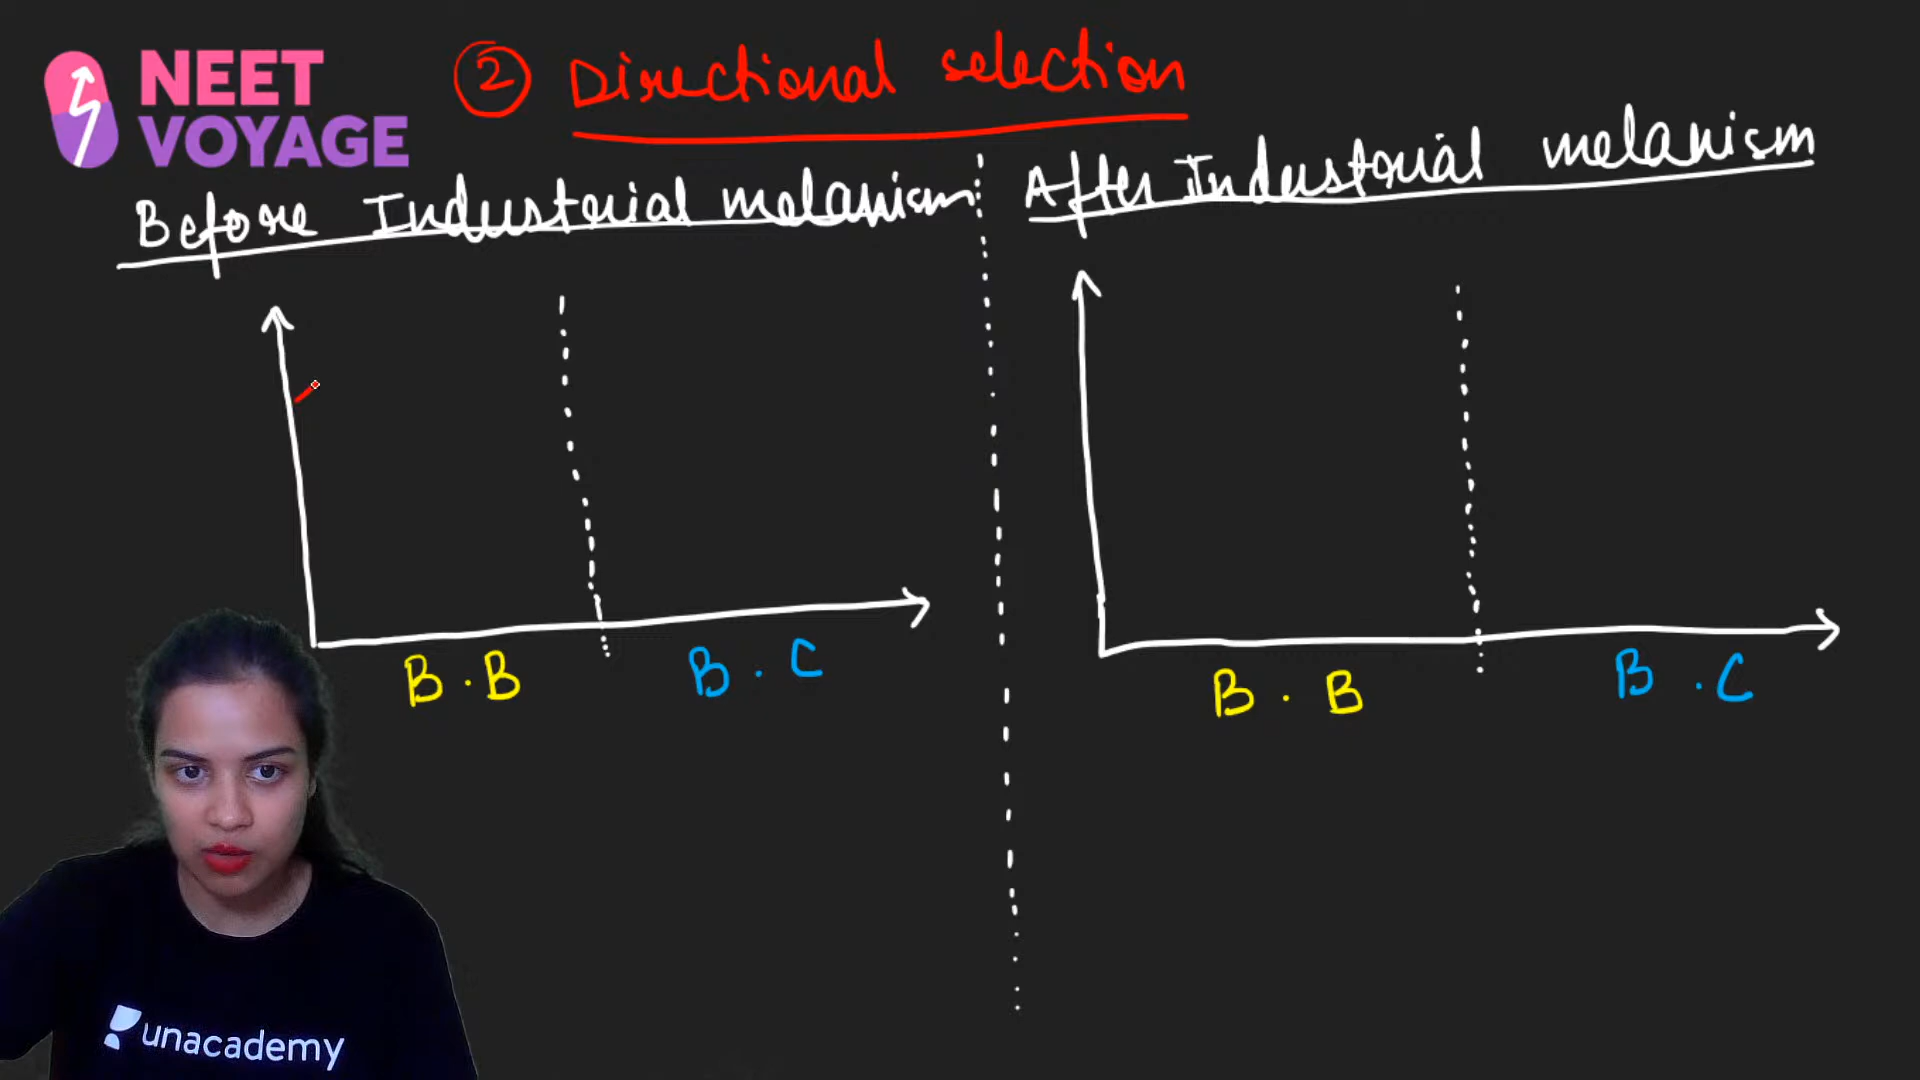 NEET
VOYAGE
② Directional selection
Before Industrial melanism
After Industrial melanism
B . B
B . C
B . B
B . C
unacademy